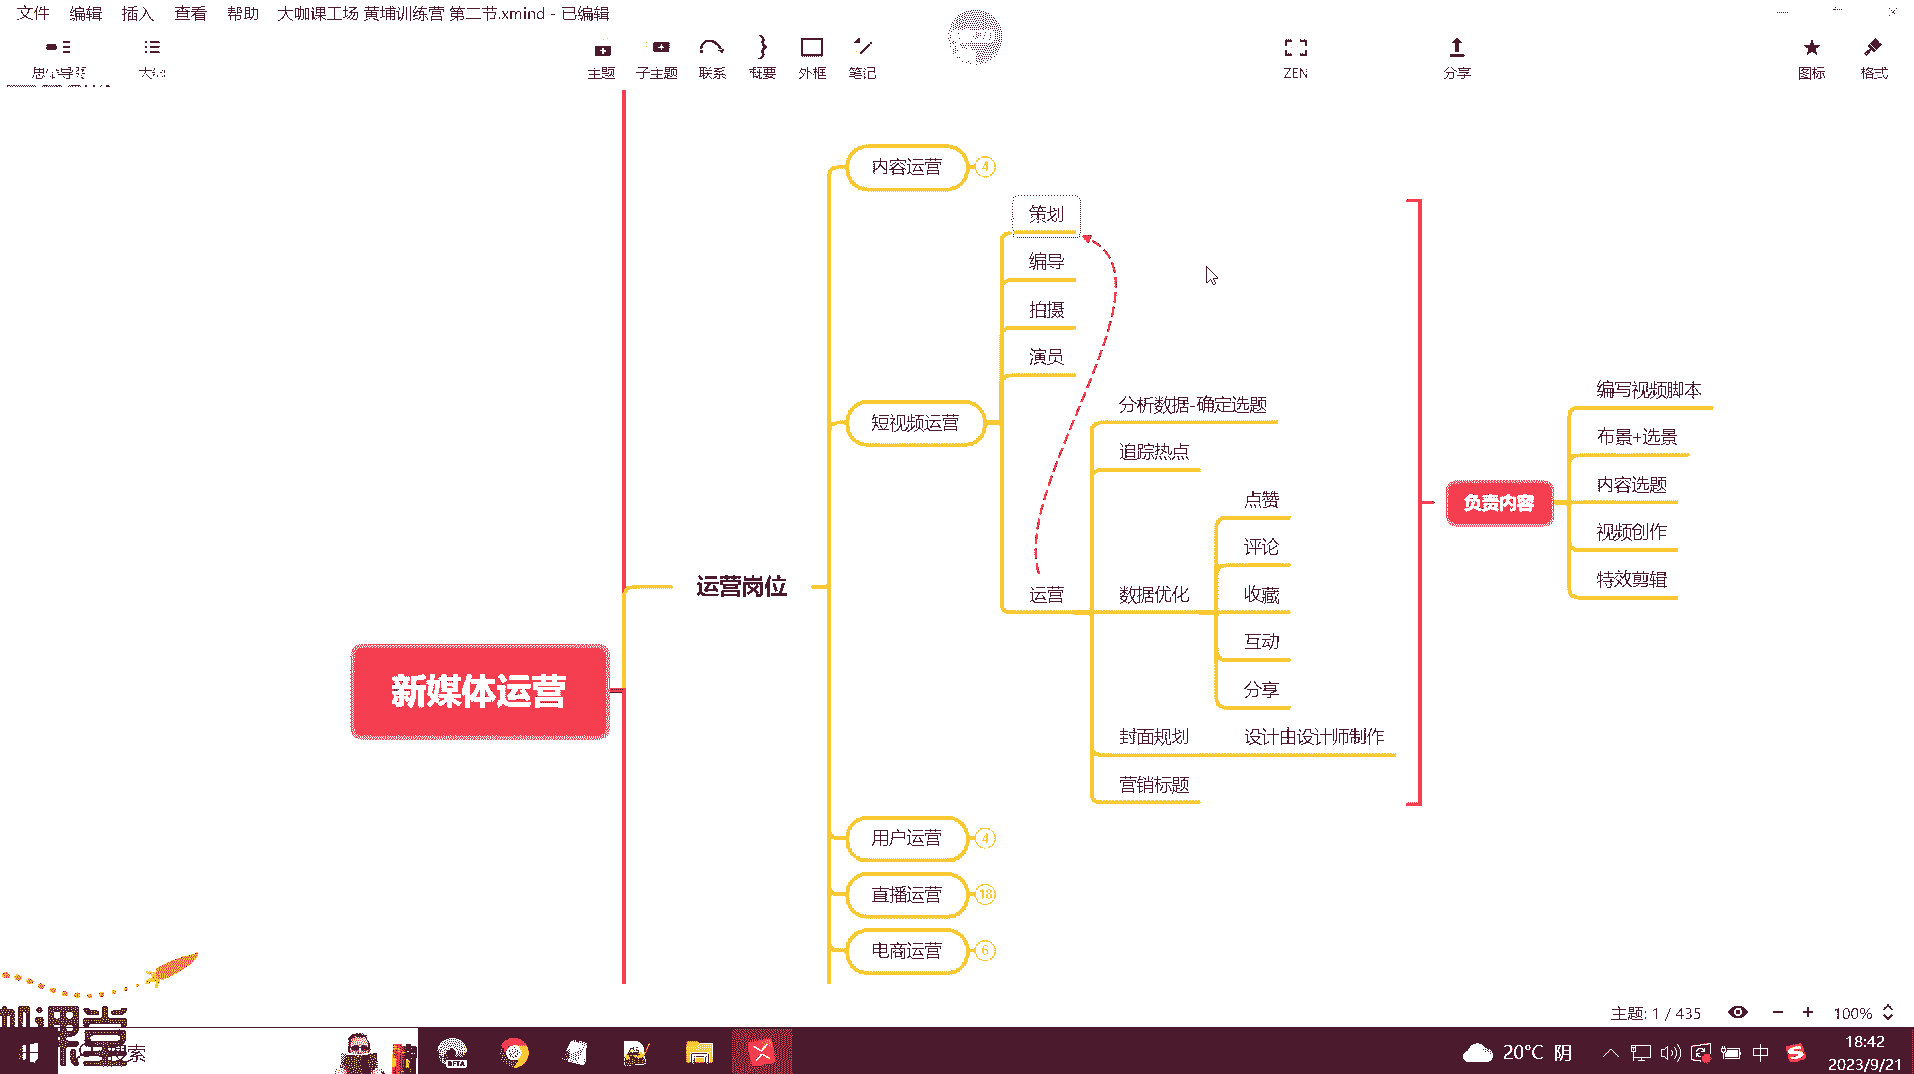 文件 编辑 插入 查看 帮助 大咖课工场 黄埔训练营 第二节.xmind - 已编辑
主题 子主题 联系 概要 外框 笔记 ZEN 分享 图标 格式
内容运营 4
策划
编导
拍摄
演员
分析数据-确定选题
编写视频脚本
短视频运营
布景+选景
追踪热点
内容选题
点赞
负责内容
视频创作
评论
特效剪辑
运营岗位
运营
数据优化
收藏
互动
新媒体运营
分享
封面规划 设计由设计师制作
营销标题
用户运营 4
直播运营 18
电商运营 6
主题: 1 / 435 100%
课堂
搜索
BETA
20°C 阴
中
18:42
2023/9/21